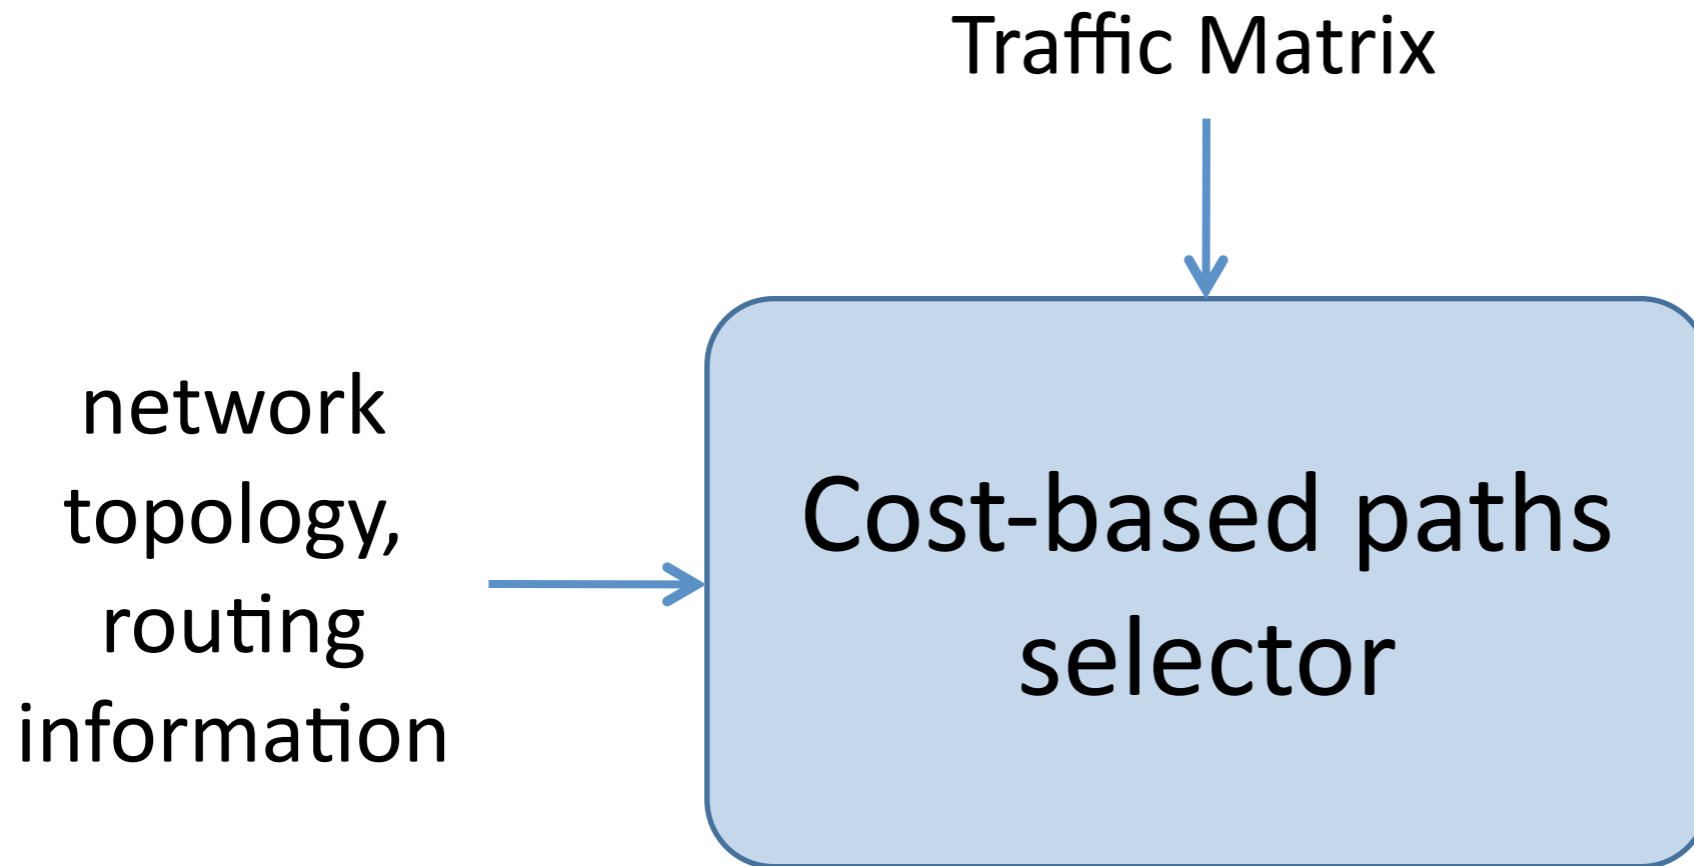 Traffic Matrix
network
topology,
routing
information
Cost-based paths
selector